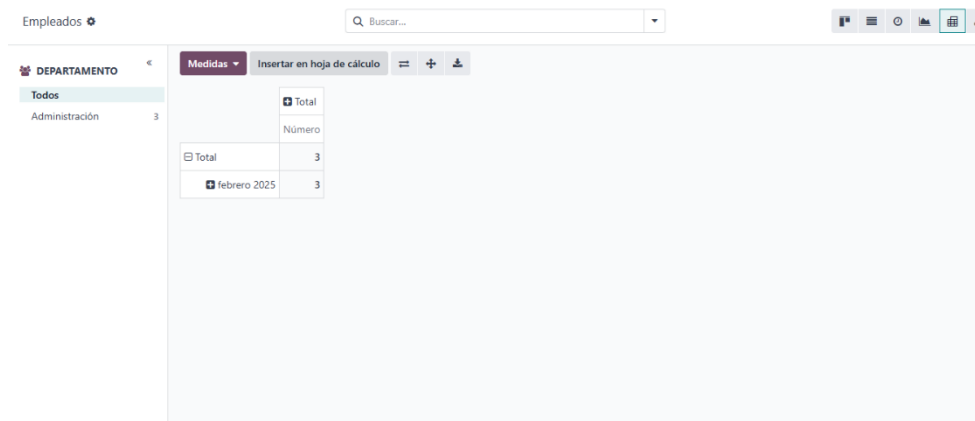 Empleados
Buscar...
DEPARTAMENTO
Todos
Administración 3
Medidas
Insertar en hoja de cálculo
Total
Número
Total 3
febrero 2025 3